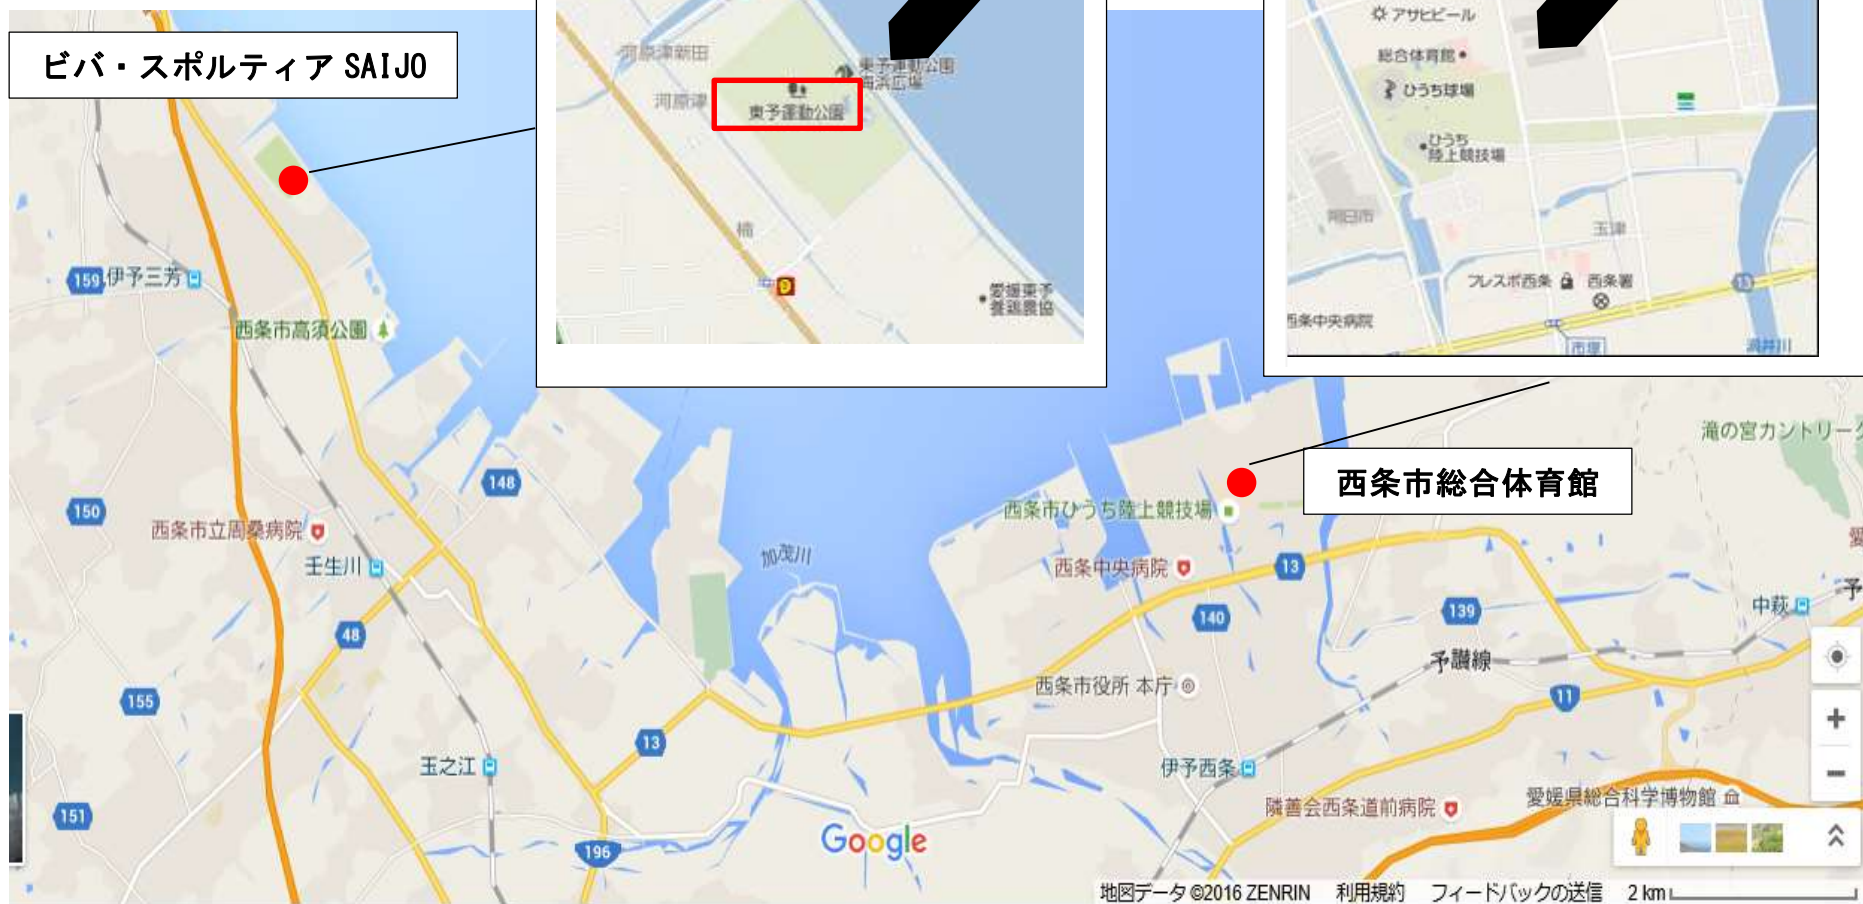 ビバ・スポルティア SAIJO
河原津新田
東予運動公園
海浜広場
河原津
東予運動公園
楠
愛媛東予
養鶏農協
アサヒビール
総合体育館
ひうち球場
ひうち
陸上競技場
朔日市
玉津
フレスポ西条
西条署
13
西条中央病院
市塚
渦井川
159
伊予三芳
西条市高須公園
滝の宮カントリーク
148
西条市総合体育館
150
西条市ひうち陸上競技場
西条市立周桑病院
壬生川
加茂川
西条中央病院
13
愛
予
中萩
139
140
48
予讃線
西条市役所 本庁
155
11
13
玉之江
伊予西条
愛媛県総合科学博物館
隣善会西条道前病院
151
Google
196
地図データ ©2016 ZENRIN 利用規約 フィードバックの送信 2 km